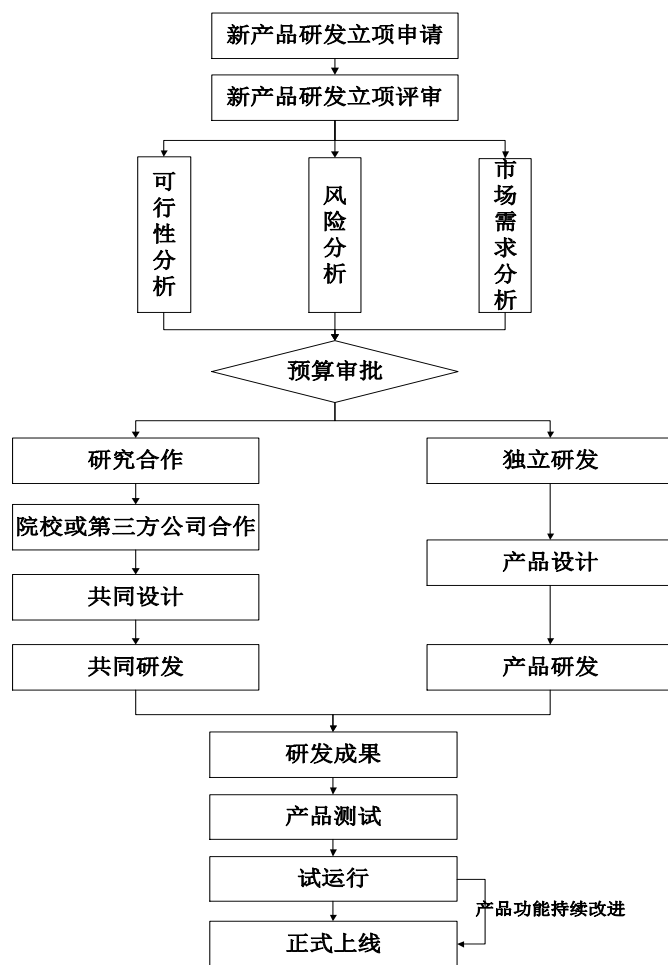 新产品研发立项申请
新产品研发立项评审
可行性分析
风险分析
市场需求分析
预算审批
研究合作
独立研发
院校或第三方公司合作
产品设计
共同设计
共同研发
产品研发
研发成果
产品测试
试运行
产品功能持续改进
正式上线